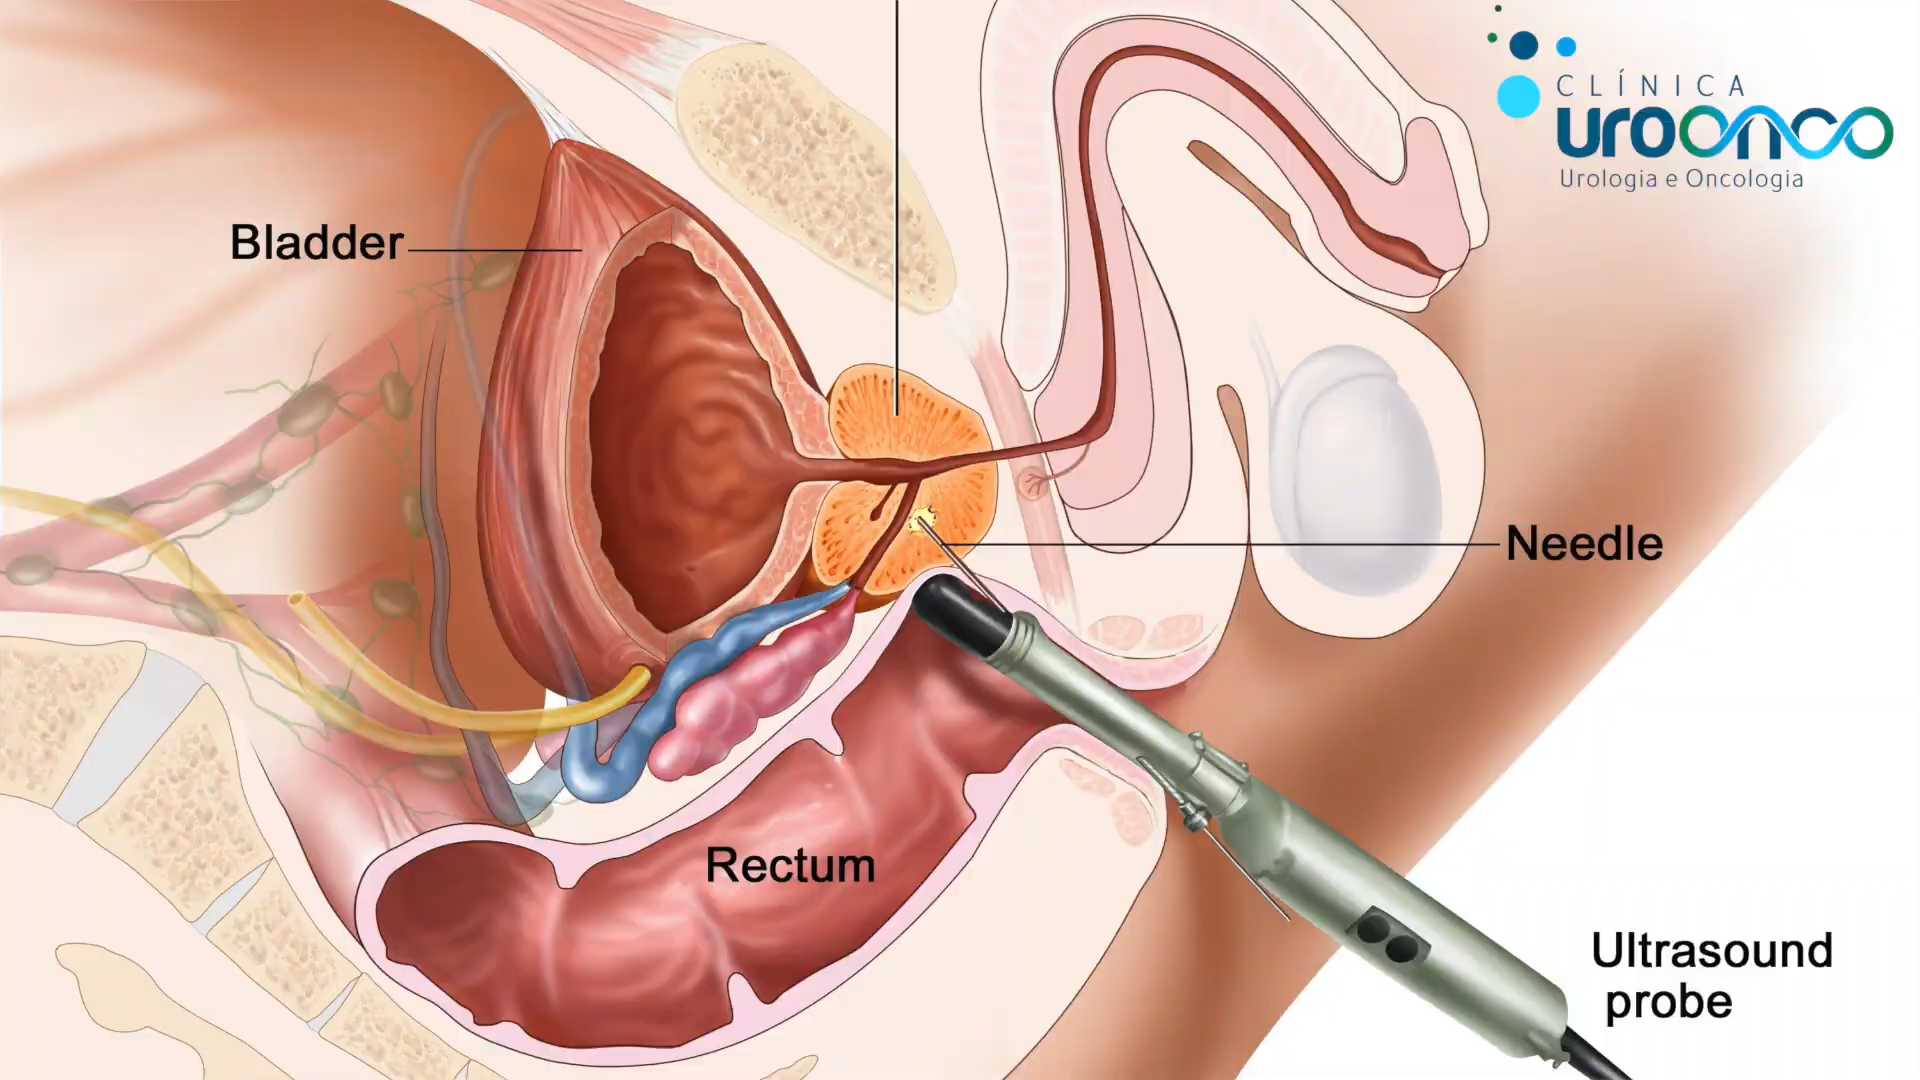 CLÍNICA
uroonco
Urologia e Oncologia
Bladder
Needle
Rectum
Ultrasound
probe